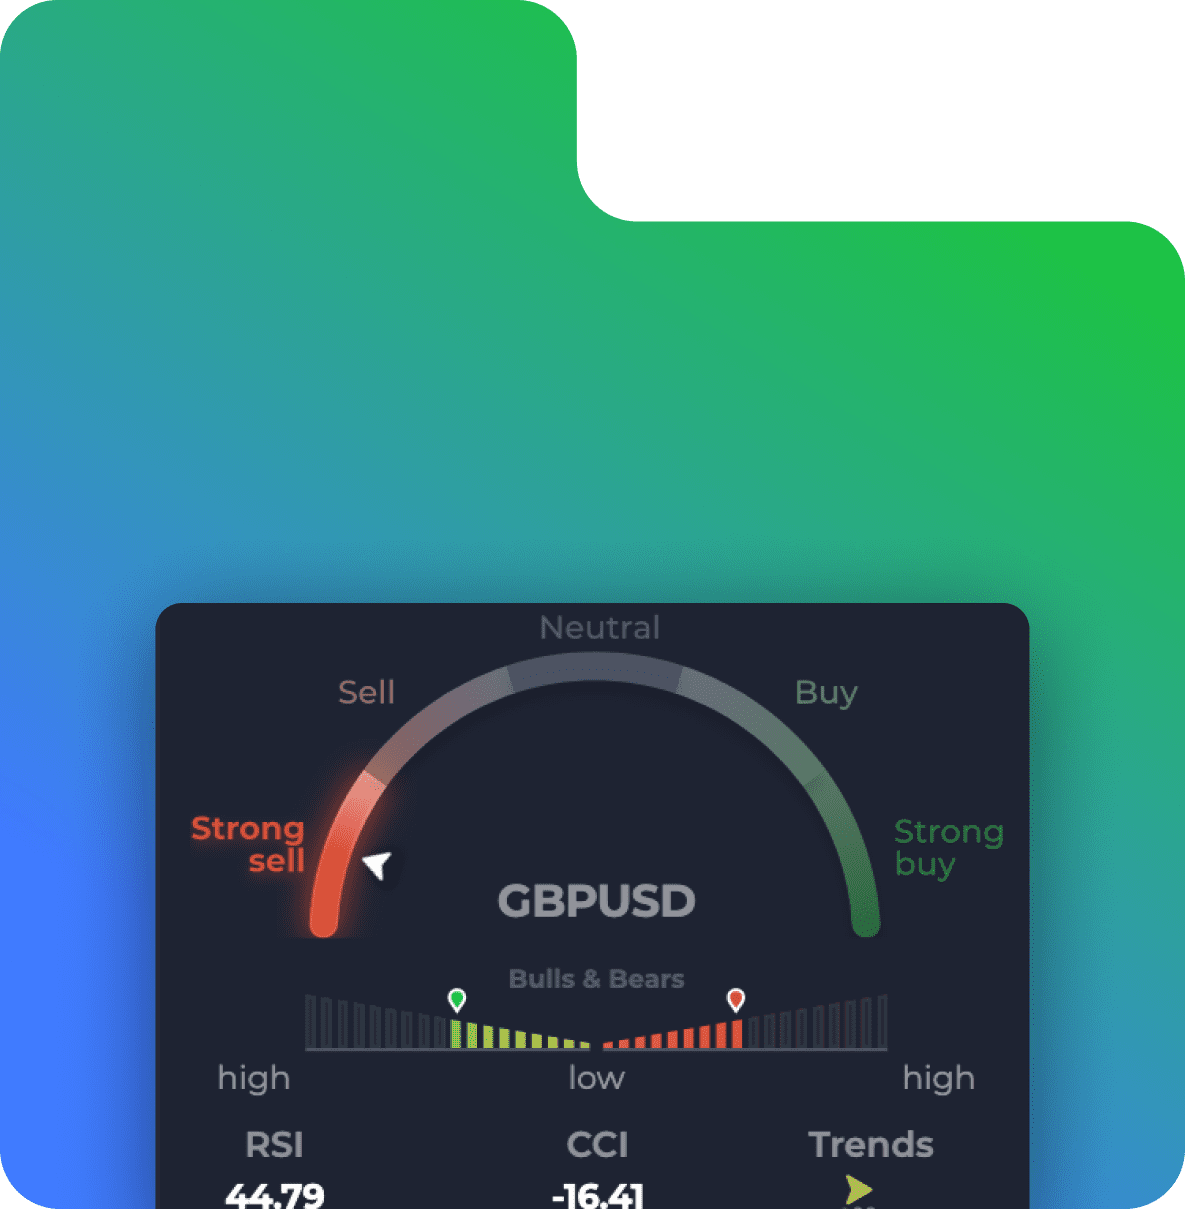 Neutral
Sell
Buy
Strong
sell
Strong
buy
GBPUSD
Bulls & Bears
high
low
high
RSI
CCI
Trends
44.79
-16.41